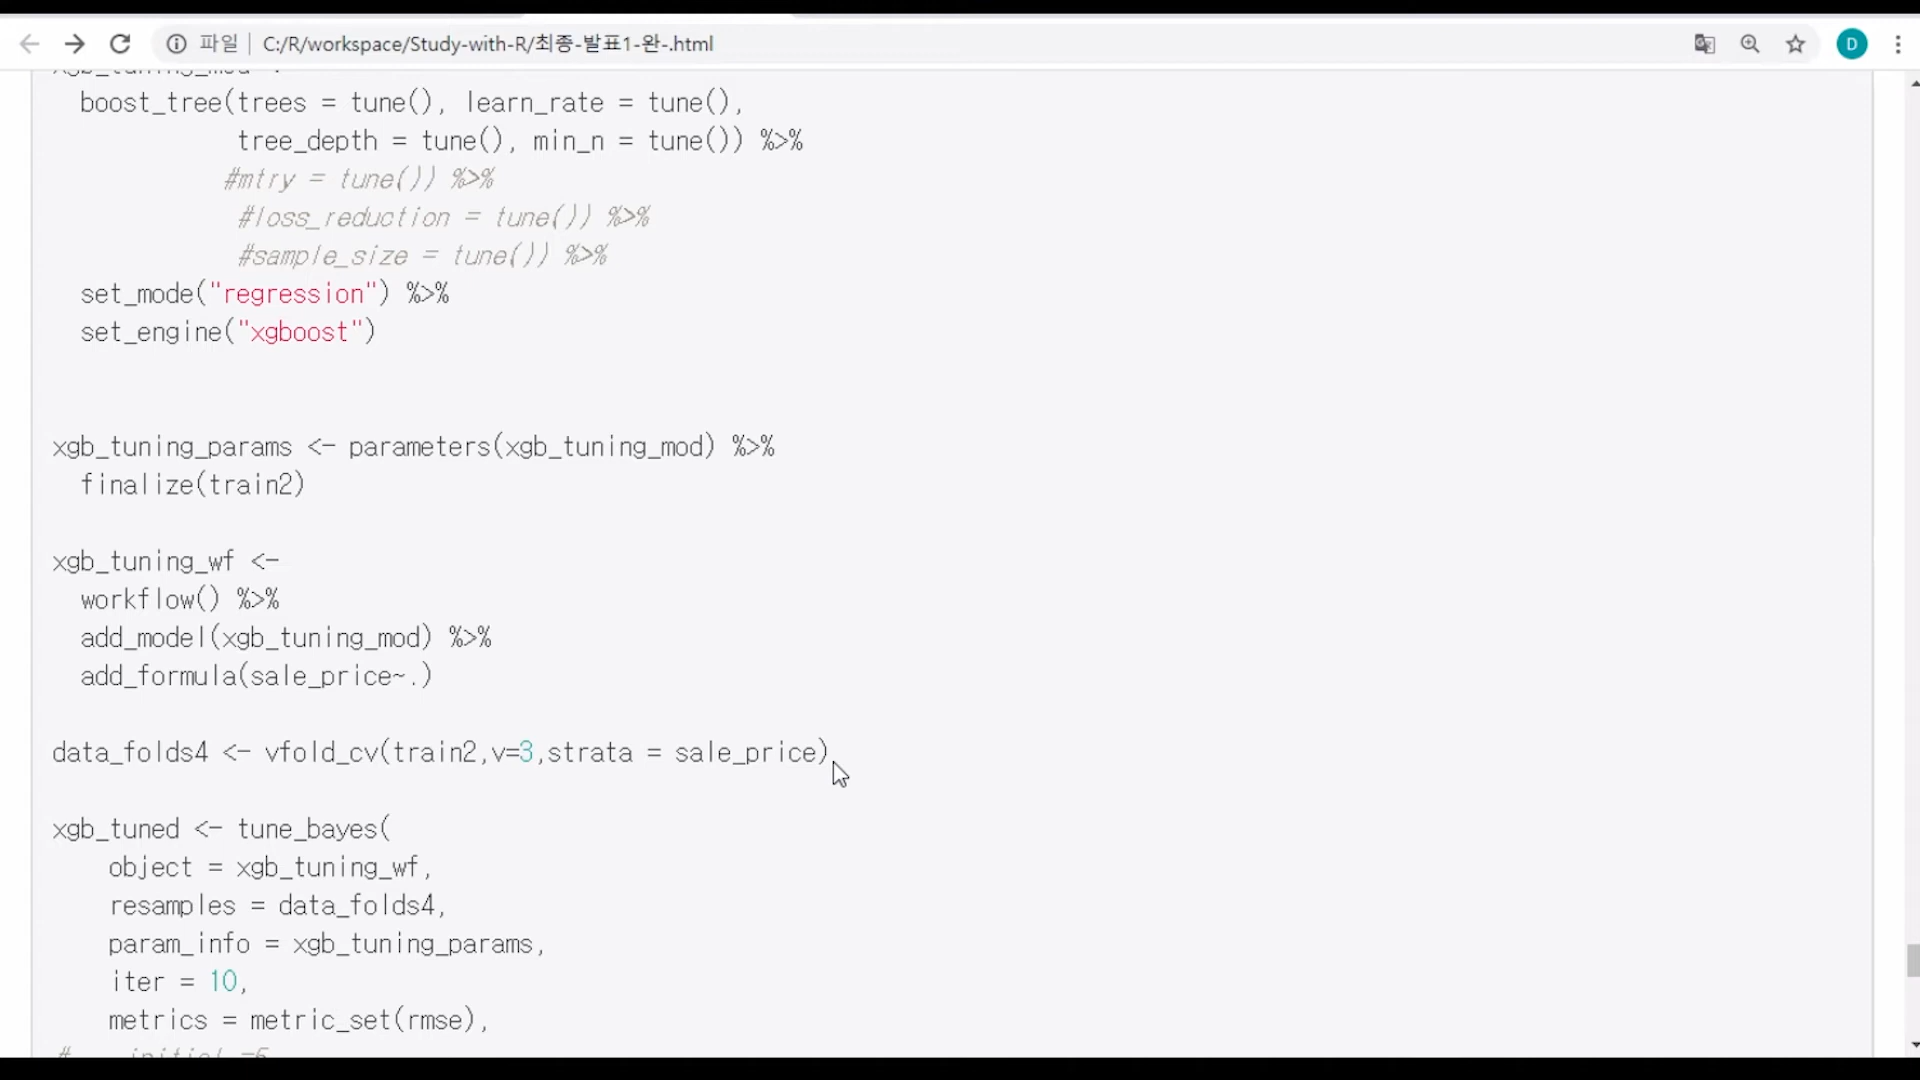 파일 C:/R/workspace/Study-with-R/최종-발표1-완-.html
D
boost_tree(trees = tune(), learn_rate = tune(),
tree_depth = tune(), min_n = tune()) %>%
#mtry = tune()) %>%
#loss_reduction = tune()) %>%
#sample_size = tune()) %>%
set_mode("regression") %>%
set_engine("xgboost")
xgb_tuning_params <- parameters(xgb_tuning_mod) %>%
finalize(train2)
xgb_tuning_wf <-
workflow() %>%
add_model(xgb_tuning_mod) %>%
add_formula(sale_price~.)
data_folds4 <- vfold_cv(train2,v=3,strata = sale_price)
xgb_tuned <- tune_bayes(
object = xgb_tuning_wf,
resamples = data_folds4,
param_info = xgb_tuning_params,
iter = 10,
metrics = metric_set(rmse),